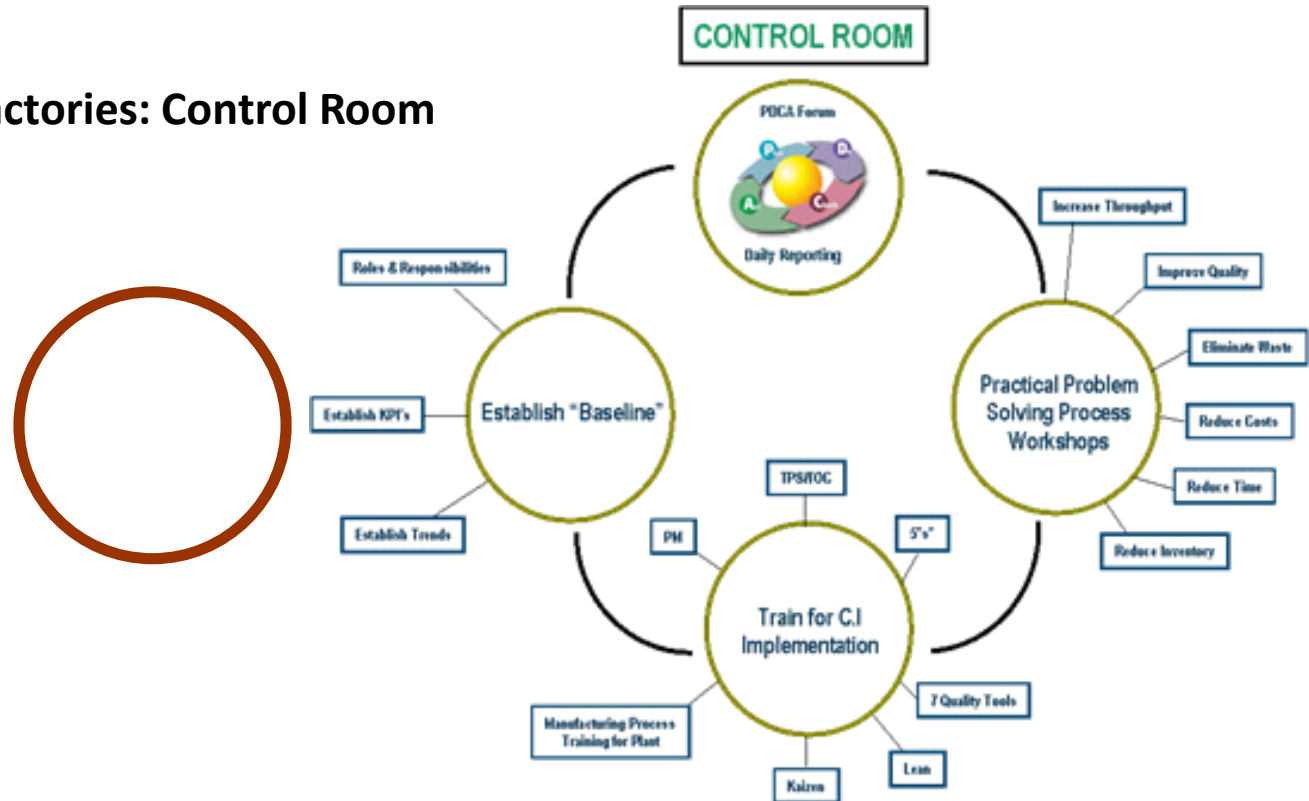 CONTROL ROOM
actories: Control Room
PDCA Forum
P
D
A
C
Daily Reporting
Increase Throughput
Improve Quality
Eliminate Waste
Reduce Costs
Reduce Time
Reduce Inventory
Practical Problem
Solving Process
Workshops
Roles & Responsibilities
Establish KPI's
Establish Trends
Establish "Baseline"
TPS/TOC
PM
5"s"
Train for C.I
Implementation
7 Quality Tools
Manufacturing Process
Training for Plant
Lean
Kaizen